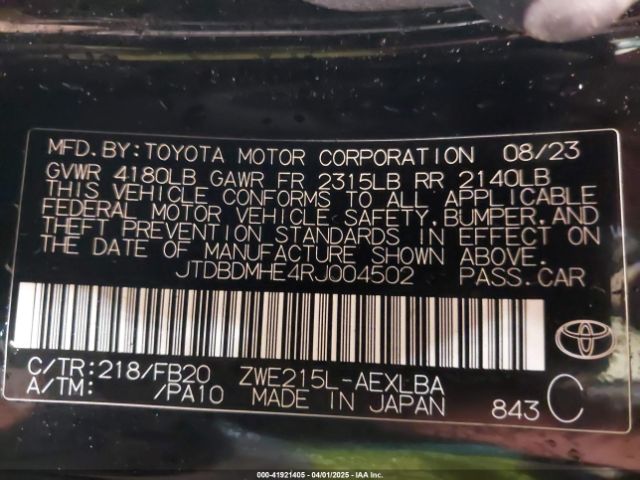 MFD.BY:TOYOTA MOTOR CORPORATION 08/23
GVWR 4180LB GAWR FR 2315LB RR 2140LB
THIS VEHICLE CONFORMS TO ALL APPLICABLE
FEDERAL MOTOR VEHICLE SAFETY,BUMPER,AND
THEFT PREVENTION STANDARDS IN EFFECT ON
THE DATE OF MANUFACTURE SHOWN ABOVE.
JTDBDMHE4RJ004502 PASS.CAR
C/TR:218/FB20 ZWE215L-AEXLBA
A/TM: /PA10 MADE IN JAPAN 843 C
000-41921405 04/01/2025 IAA Inc.